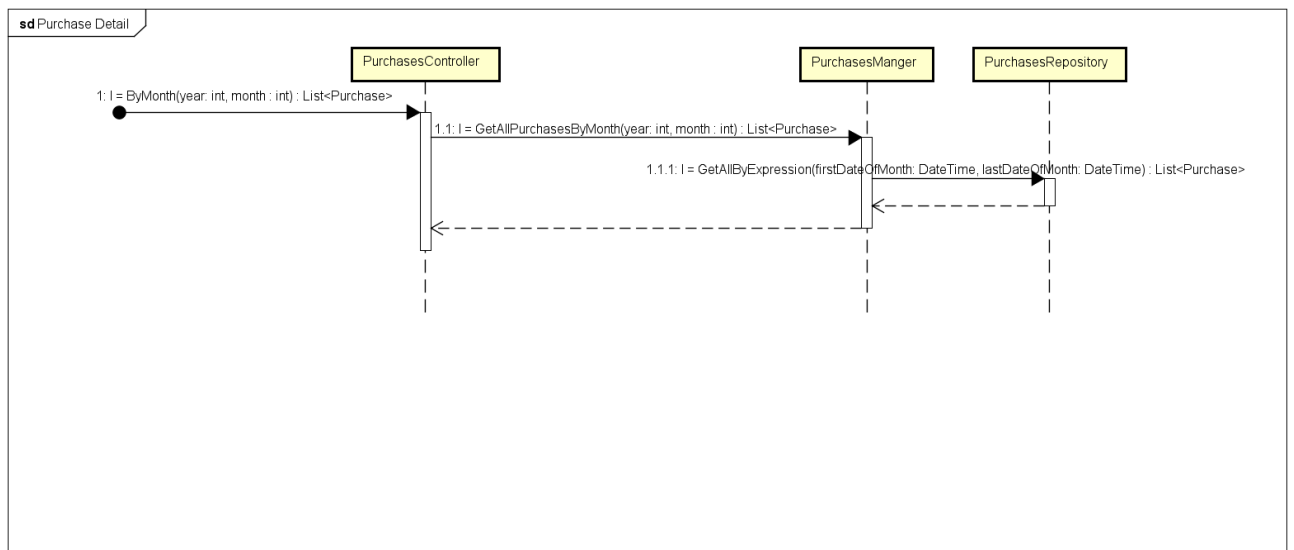 sd Purchase Detail
PurchasesController
PurchasesManger
PurchasesRepository
1: l = ByMonth(year: int, month : int) : List<Purchase>
1.1: l = GetAllPurchasesByMonth(year: int, month : int) : List<Purchase>
1.1.1: l = GetAllByExpression(firstDateOfMonth: DateTime, lastDateOfMonth: DateTime) : List<Purchase>